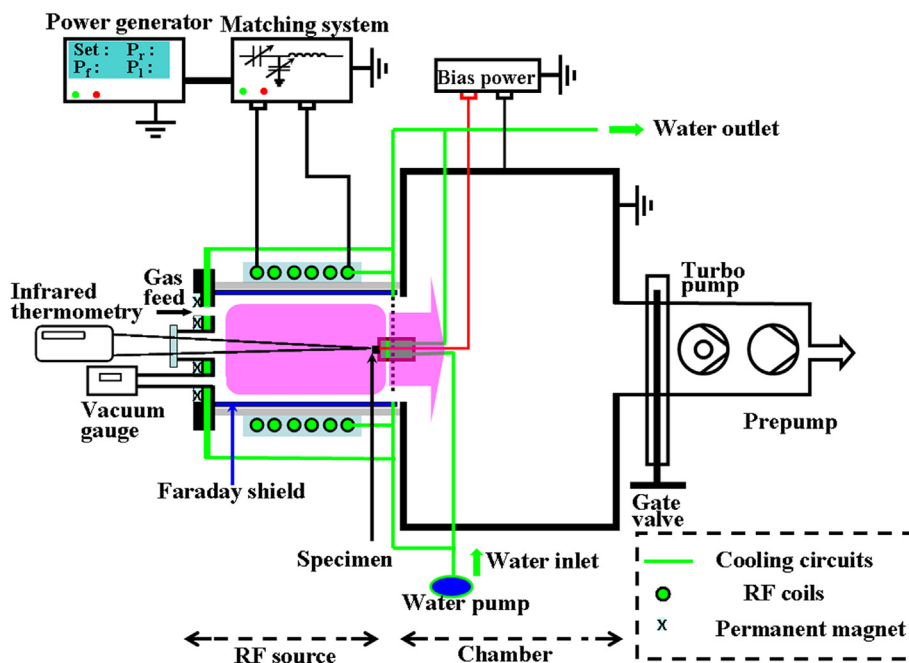 Power generator
Matching system
Set : Pr :
Pf : Pl :
Bias power
Water outlet
Gas
feed
Infrared
thermometry
Turbo
pump
Vacuum
gauge
Prepump
Faraday shield
Gate
valve
Specimen
Water inlet
Water pump
Cooling circuits
RF coils
x Permanent magnet
RF source
Chamber